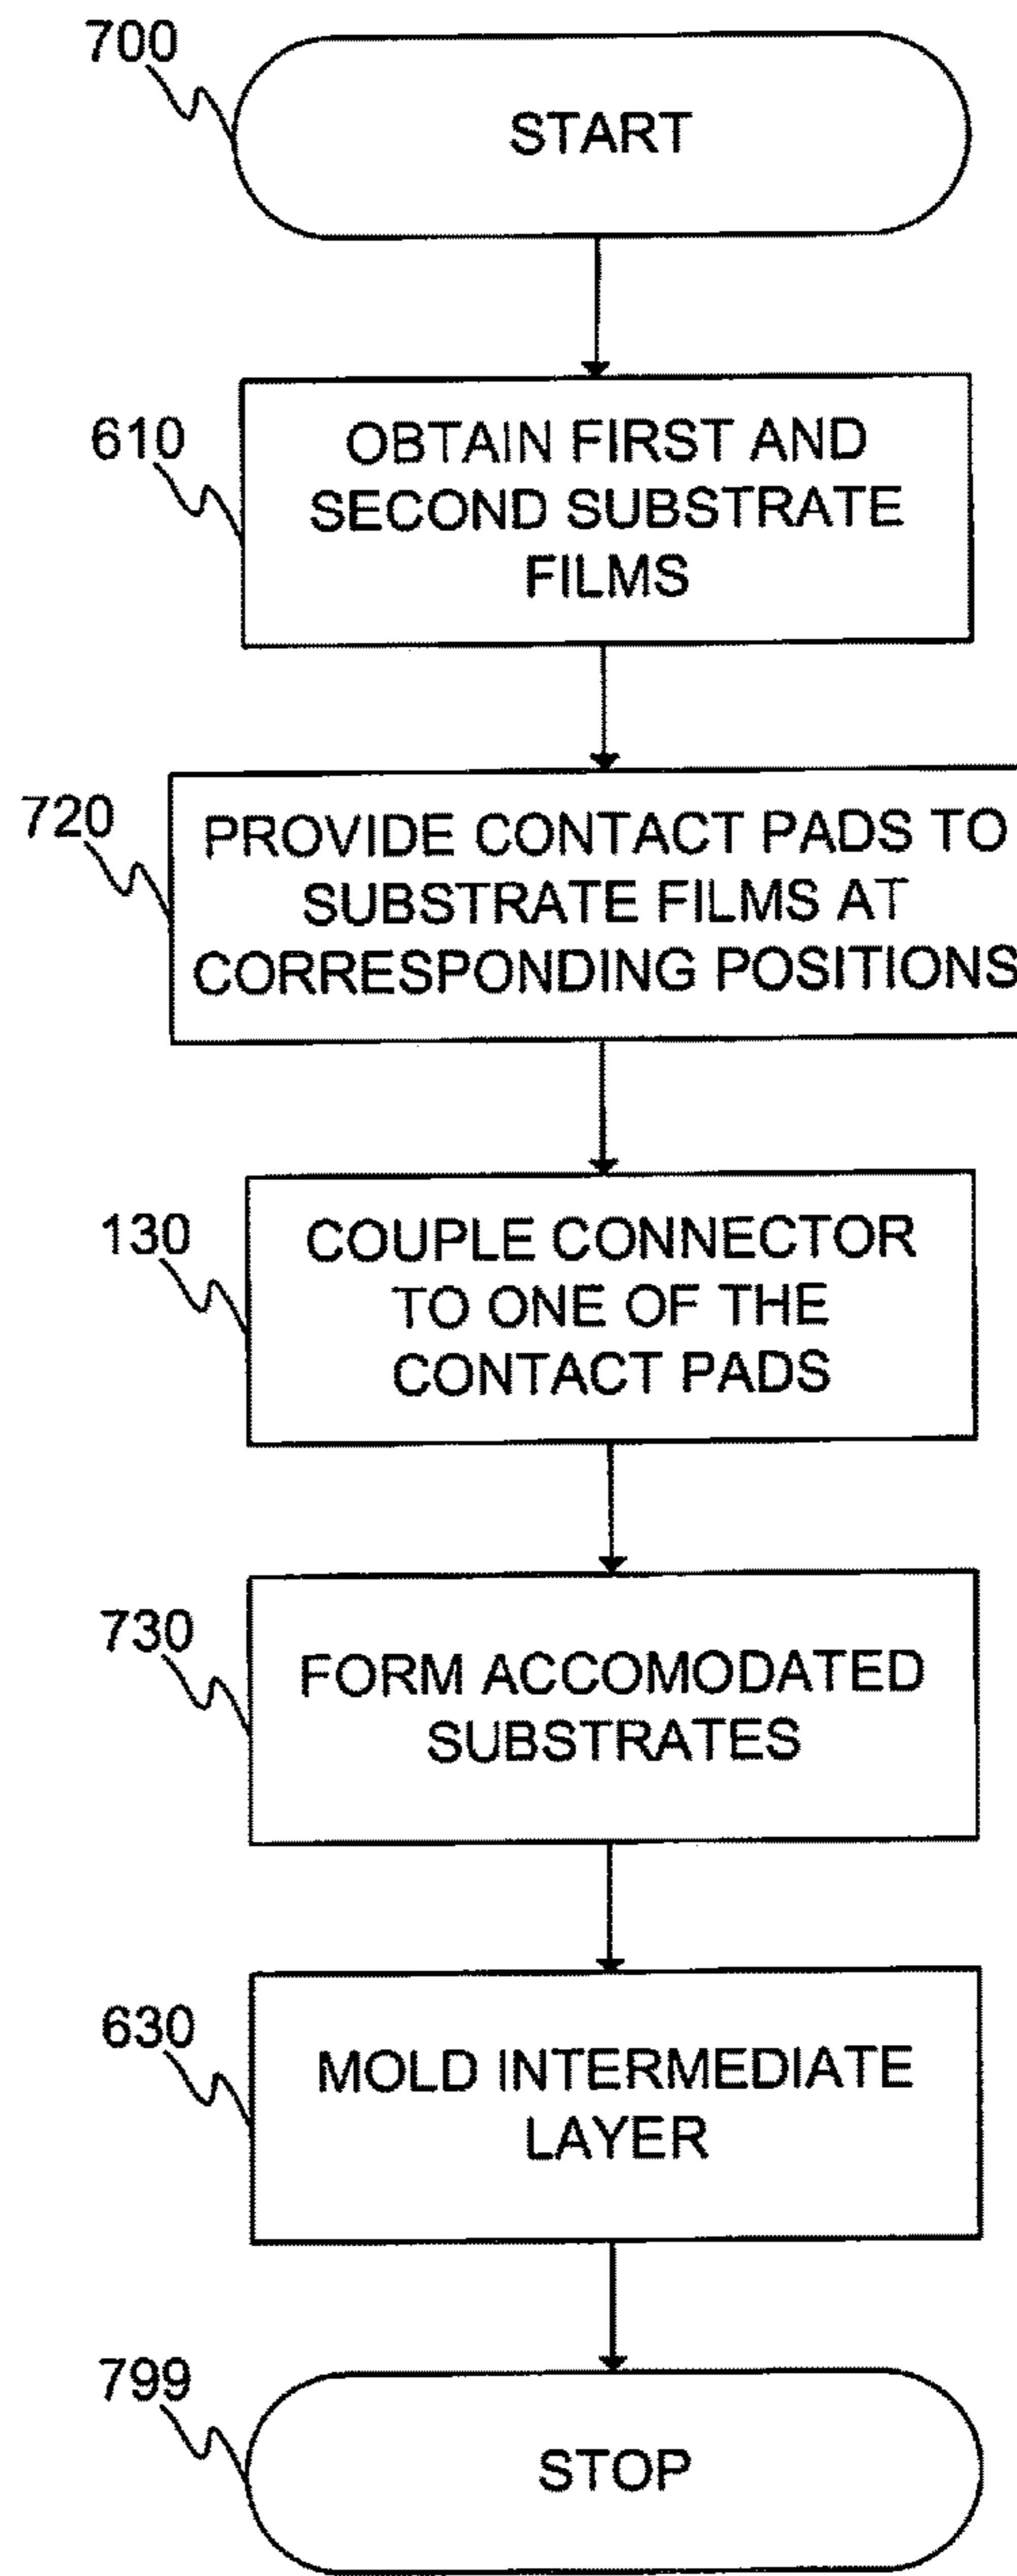 700
START
610
OBTAIN FIRST AND
SECOND SUBSTRATE
FILMS
720
PROVIDE CONTACT PADS TO
SUBSTRATE FILMS AT
CORRESPONDING POSITIONS
130
COUPLE CONNECTOR
TO ONE OF THE
CONTACT PADS
730
FORM ACCOMODATED
SUBSTRATES
630
MOLD INTERMEDIATE
LAYER
799
STOP